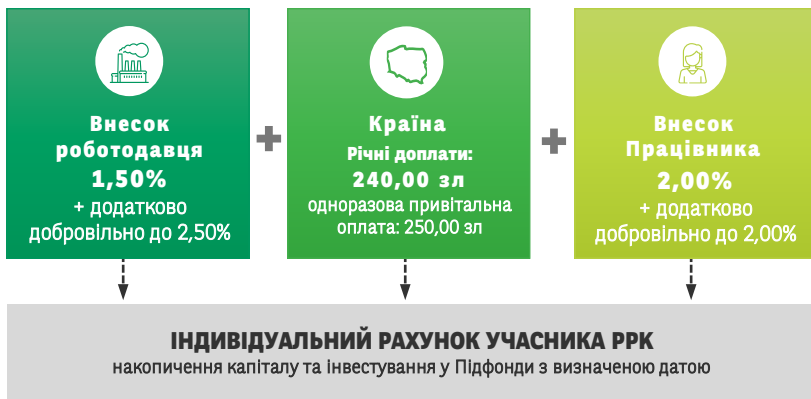 Внесок
роботодавця
1,50%
+ додатково
добровільно до 2,50%
Країна
Річні доплати:
240,00 зл
одноразова привітальна
оплата: 250,00 зл
Внесок
Працівника
2,00%
+ додатково
добровільно до 2,00%
ІНДИВІДУАЛЬНИЙ РАХУНОК УЧАСНИКА PPK
накопичення капіталу та інвестування у Підфонди з визначеною датою